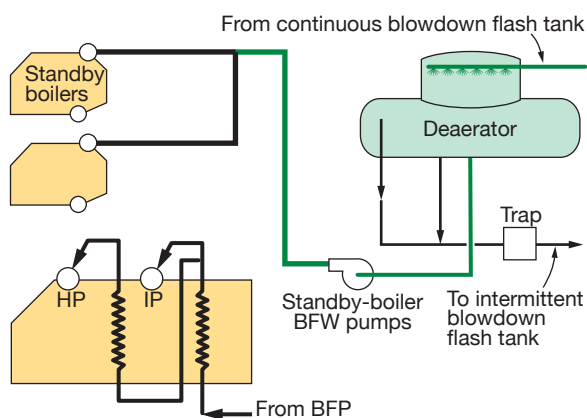 From continuous blowdown flash tank
Standby
boilers
Deaerator
Trap
HP
IP
Standby-boiler
BFW pumps
To intermittent
blowdown
flash tank
From BFP